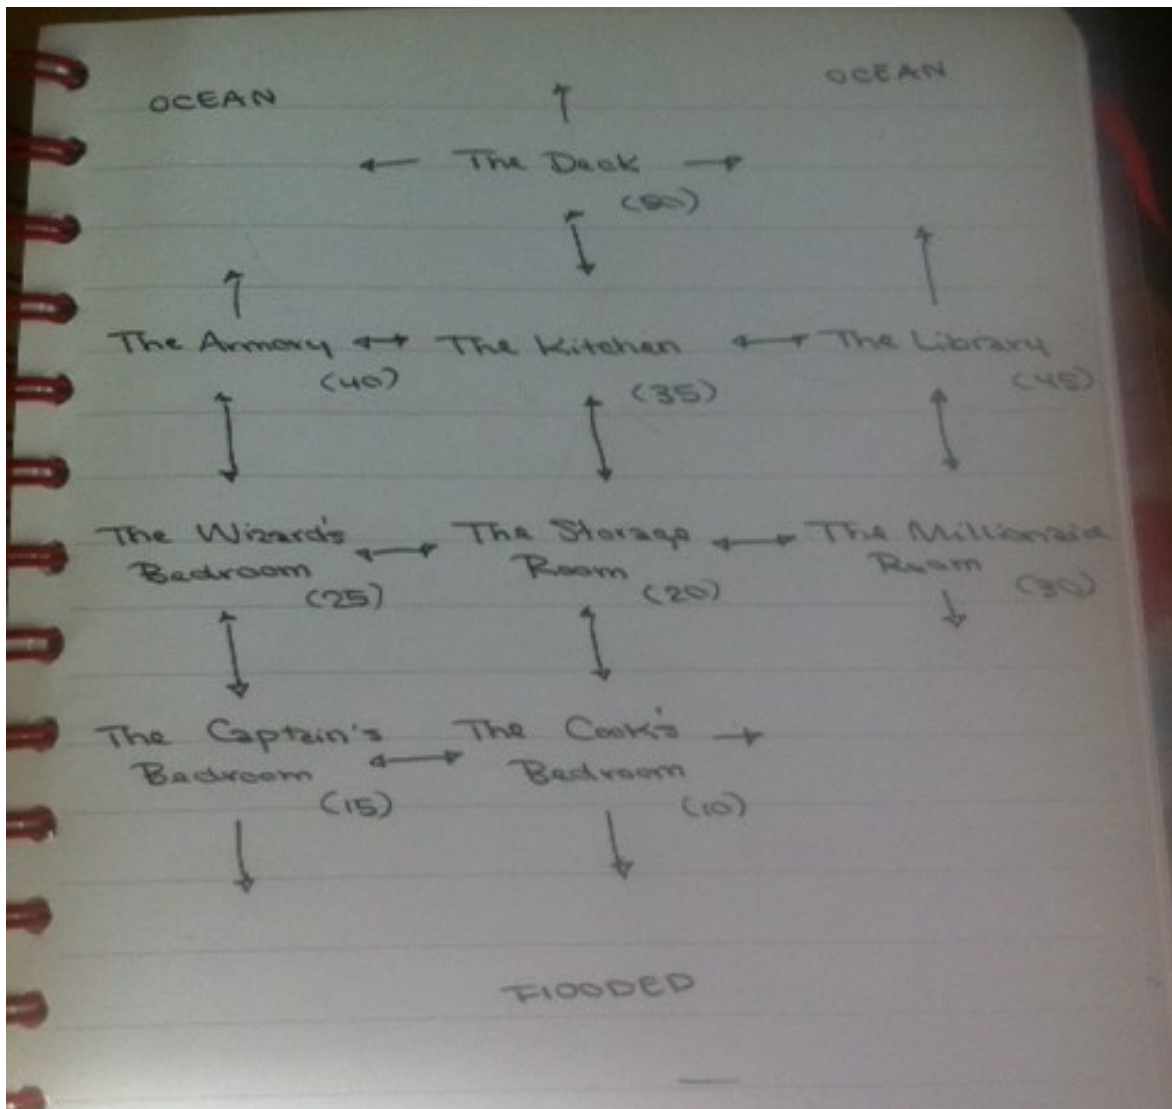 OCEAN
OCEAN
The Deck
(50)
The Armory The Kitchen The Library
(40) (35) (45)
The Wizard's The Storage The Millionaire
Bedroom Room Room
(25) (20) (30)
The Captain's The Cook's
Bedroom Bedroom
(15) (10)
FLOODED